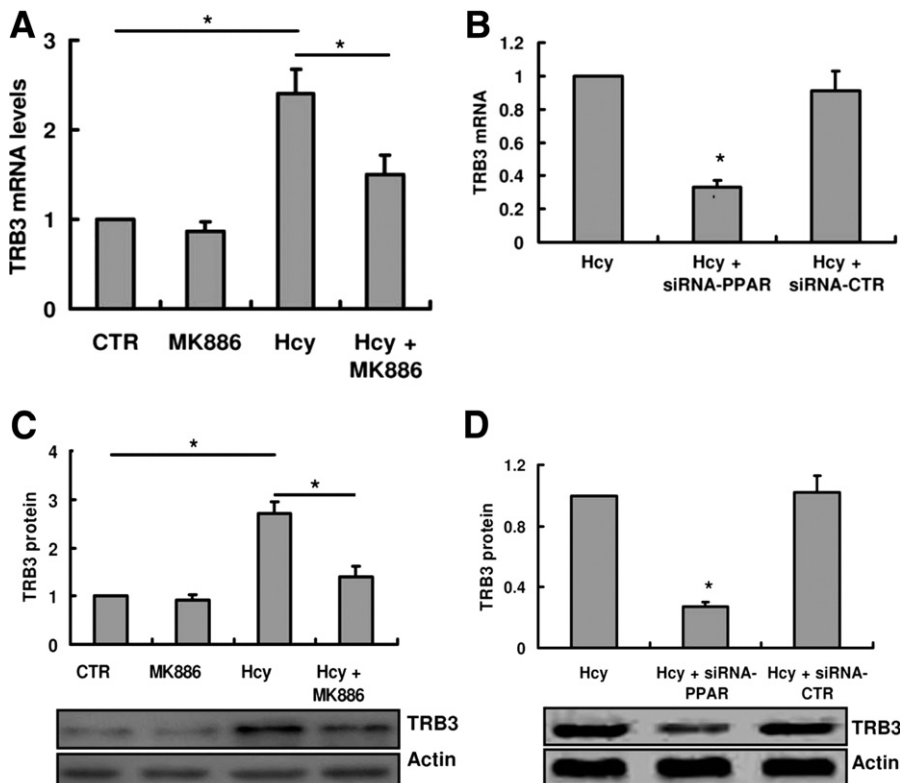 A
*
*
3
2
1
0
TRB3 mRNA levels
CTR
MK886
Hcy
Hcy +
MK886
B
1.2
1
0.8
0.6
0.4
0.2
0
TRB3 mRNA
*
Hcy
Hcy +
siRNA-PPAR
Hcy +
siRNA-CTR
C
*
*
4
3
2
1
0
TRB3 protein
CTR
MK886
Hcy
Hcy +
MK886
TRB3
Actin
D
1.2
0.8
0.4
0
TRB3 protein
*
Hcy
Hcy + siRNA-
PPAR
Hcy + siRNA-
CTR
TRB3
Actin